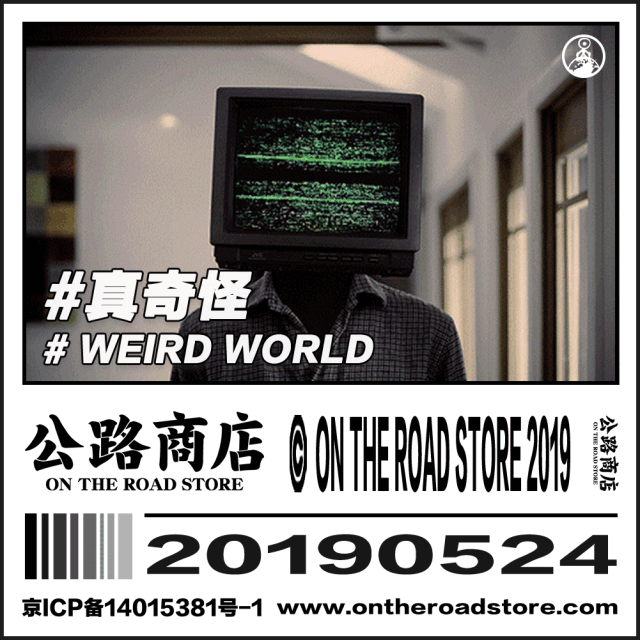 #真奇怪
# WEIRD WORLD
公路商店
ON THE ROAD STORE
© ON THE ROAD STORE 2019
公路商店
ON THE ROAD STORE
20190524
京ICP备14015381号-1 www.ontheroadstore.com